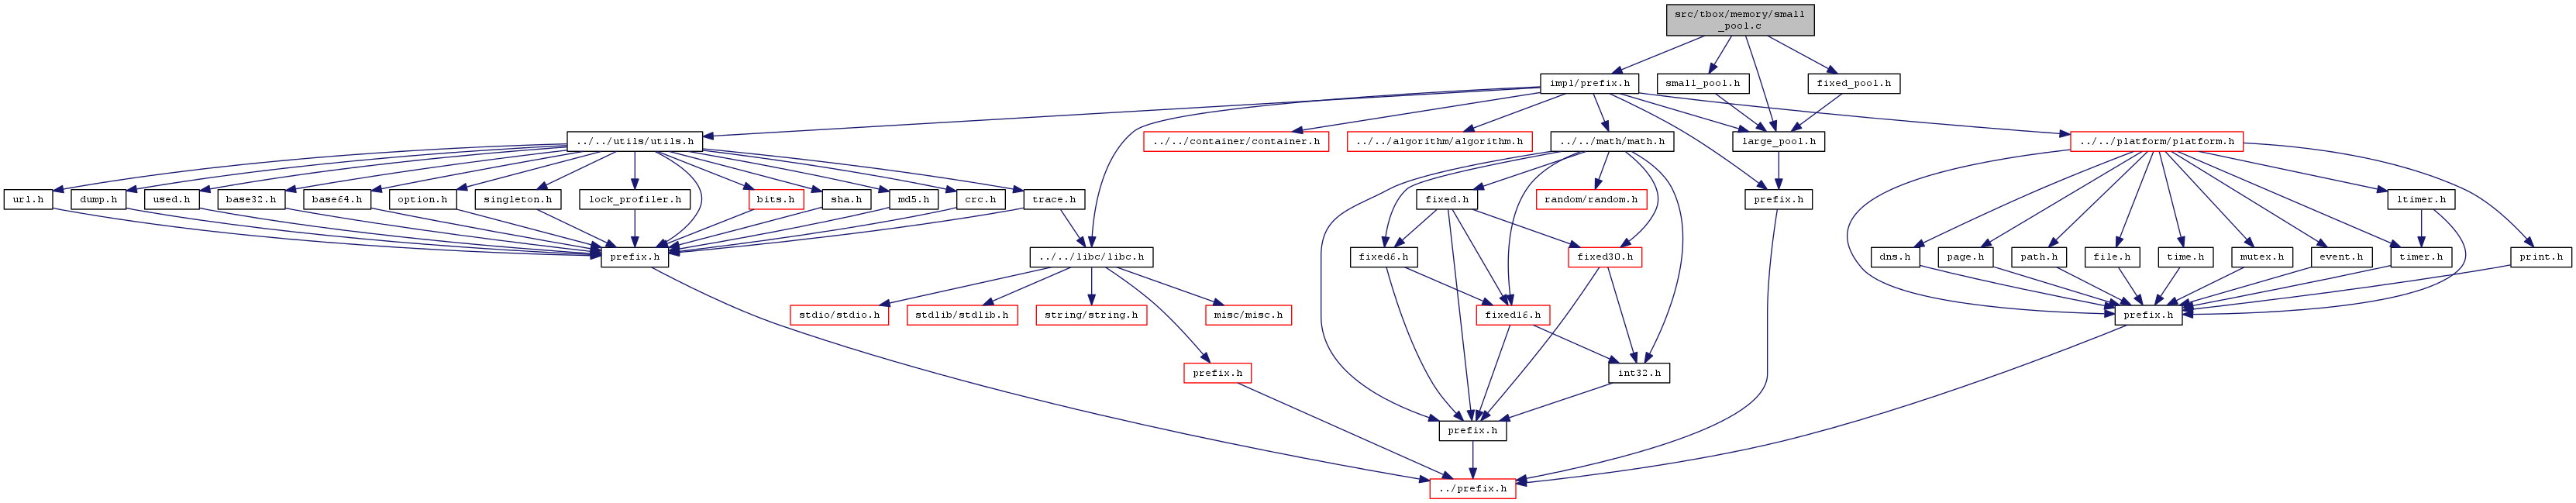 src/tbox/memory/small
_pool.c
impl/prefix.h
small_pool.h
fixed_pool.h
../../utils/utils.h
../../container/container.h
../../algorithm/algorithm.h
../../math/math.h
large_pool.h
../../platform/platform.h
url.h
dump.h
used.h
base32.h
base64.h
option.h
singleton.h
lock_profiler.h
bits.h
sha.h
md5.h
crc.h
trace.h
fixed.h
random/random.h
prefix.h
ltimer.h
prefix.h
../../libc/libc.h
fixed6.h
fixed30.h
dns.h
page.h
path.h
file.h
time.h
mutex.h
event.h
timer.h
print.h
stdio/stdio.h
stdlib/stdlib.h
string/string.h
misc/misc.h
fixed16.h
prefix.h
prefix.h
int32.h
prefix.h
../prefix.h